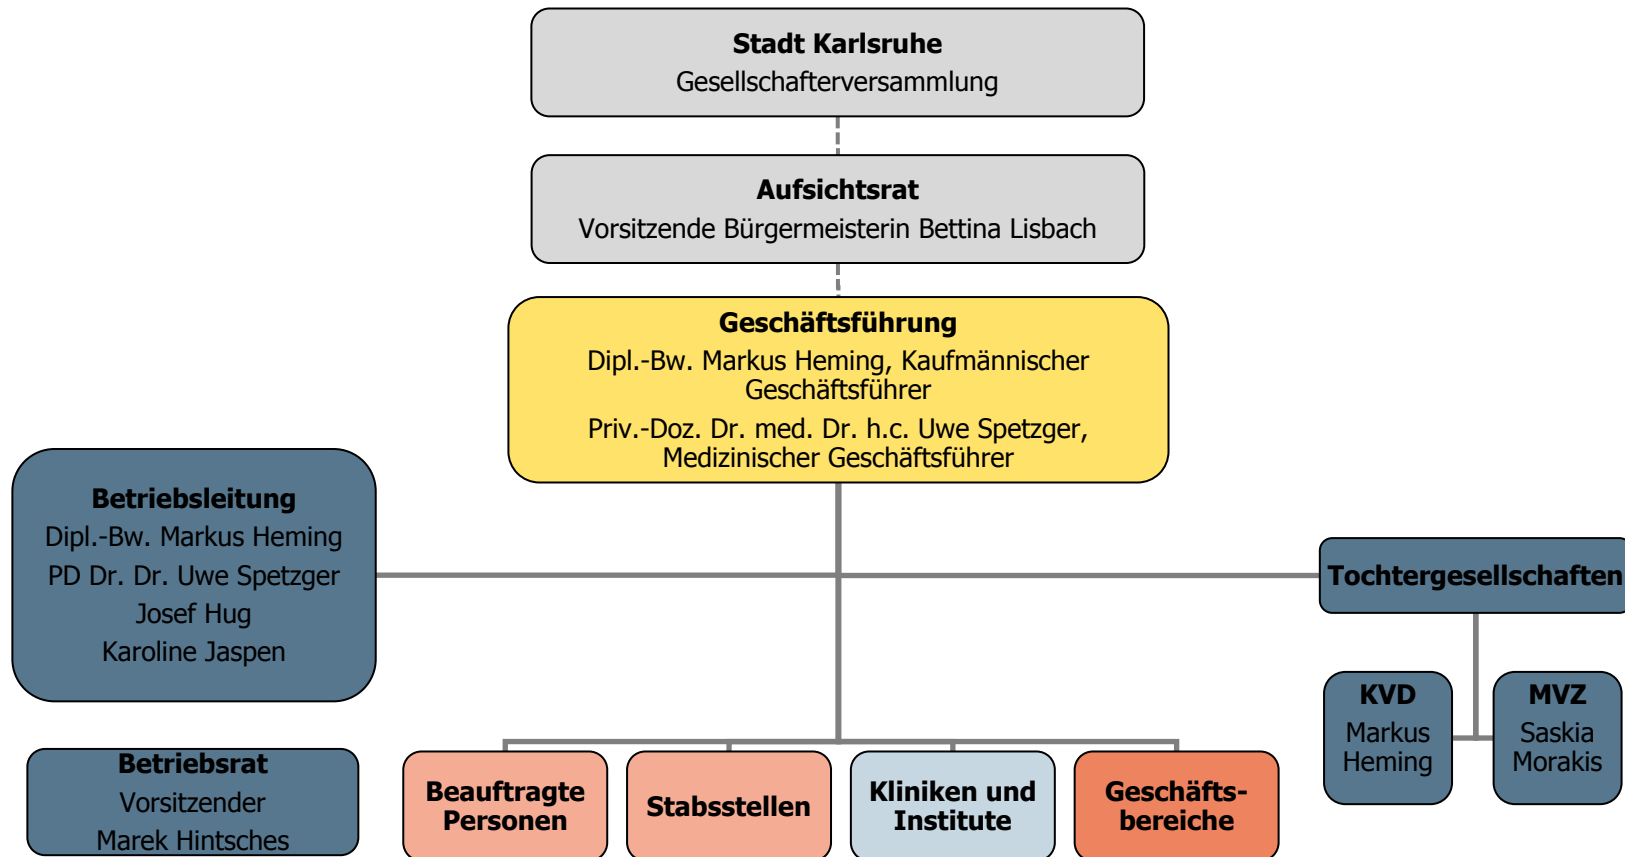 Stadt Karlsruhe
Gesellschafterversammlung
Aufsichtsrat
Vorsitzende Bürgermeisterin Bettina Lisbach
Geschäftsführung
Dipl.-Bw. Markus Heming, Kaufmännischer
Geschäftsführer
Priv.-Doz. Dr. med. Dr. h.c. Uwe Spetzger,
Medizinischer Geschäftsführer
Betriebsleitung
Dipl.-Bw. Markus Heming
PD Dr. Dr. Uwe Spetzger
Josef Hug
Karoline Jaspen
Tochtergesellschaften
KVD
Markus
Heming
MVZ
Saskia
Morakis
Betriebsrat
Vorsitzender
Marek Hintsches
Beauftragte
Personen
Stabsstellen
Kliniken und
Institute
Geschäfts-
bereiche